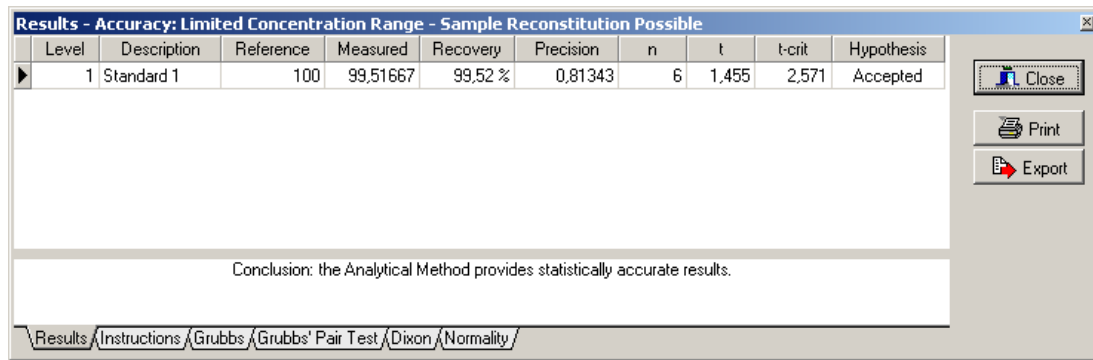 Results - Accuracy: Limited Concentration Range - Sample Reconstitution Possible
Level Description Reference Measured Recovery Precision n t t-crit Hypothesis
1 Standard 1 100 99,51667 99,52 % 0,81343 6 1,455 2,571 Accepted
Close
Print
Export
Conclusion: the Analytical Method provides statistically accurate results.
Results Instructions Grubbs Grubbs' Pair Test Dixon Normality